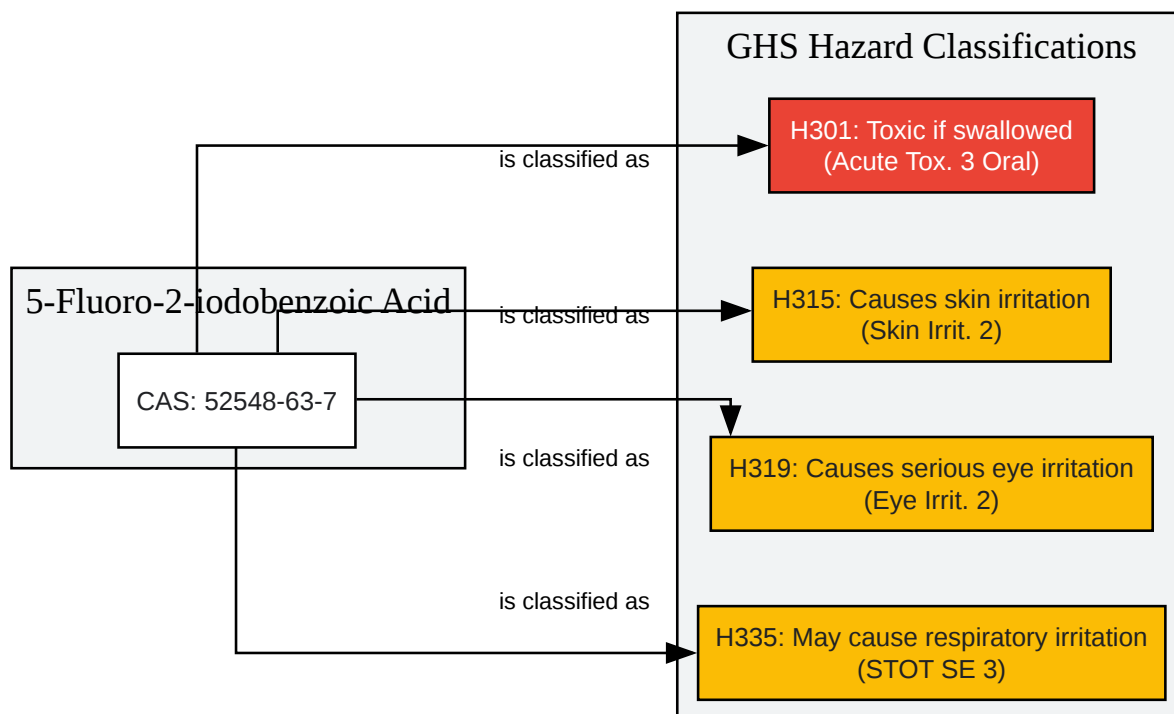 GHS Hazard Classifications
H301: Toxic if swallowed
(Acute Tox. 3 Oral)
is classified as
5-Fluoro-2-iodobenzoic Acid
is classified as
H315: Causes skin irritation
(Skin Irrit. 2)
CAS: 52548-63-7
is classified as
H319: Causes serious eye irritation
(Eye Irrit. 2)
is classified as
H335: May cause respiratory irritation
(STOT SE 3)